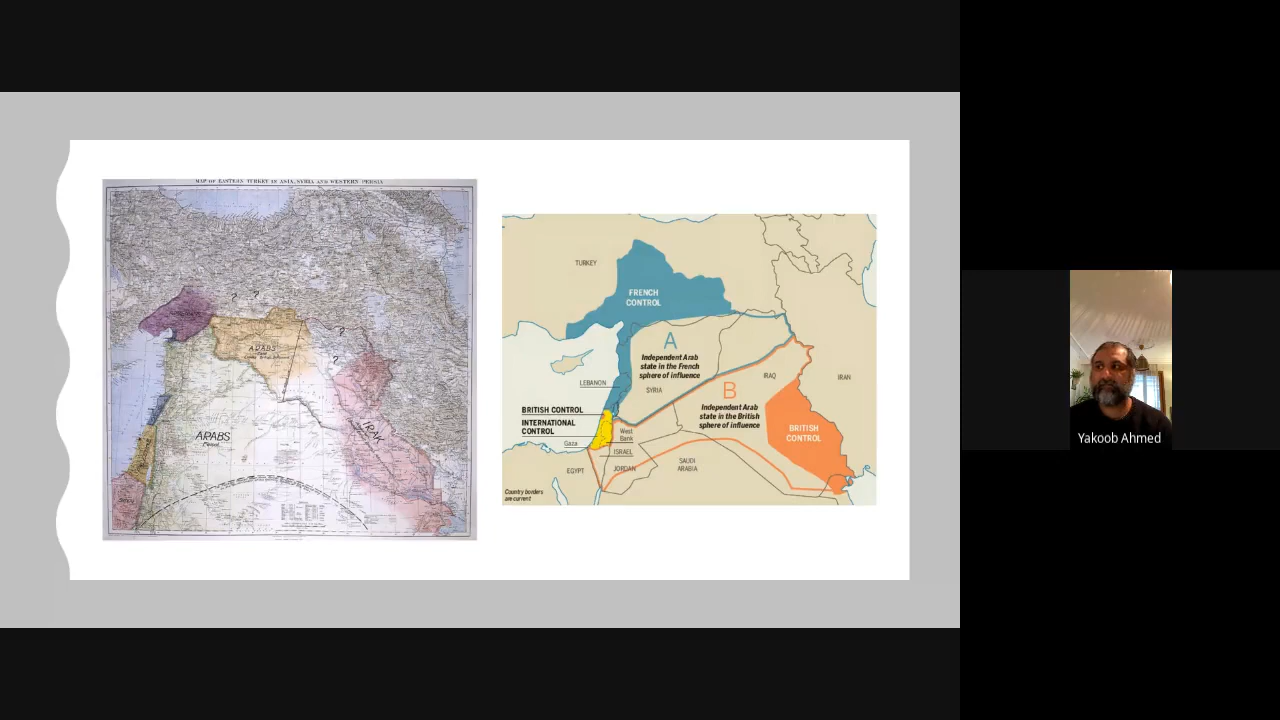 MAP OF EASTERN TURKEY IN ASIA, SYRIA AND WESTERN PERSIA
? ?
?
ARABS
?
ARABS
IRAK
TURKEY
FRENCH
CONTROL
A
Independent Arab
state in the French
sphere of influence
LEBANON
SYRIA
IRAQ
IRAN
B
Independent Arab
state in the British
sphere of influence
BRITISH CONTROL
INTERNATIONAL
CONTROL
BRITISH
CONTROL
Gaza
West
Bank
ISRAEL
EGYPT
JORDAN
SAUDI
ARABIA
Country borders
are current
Yakoob Ahmed